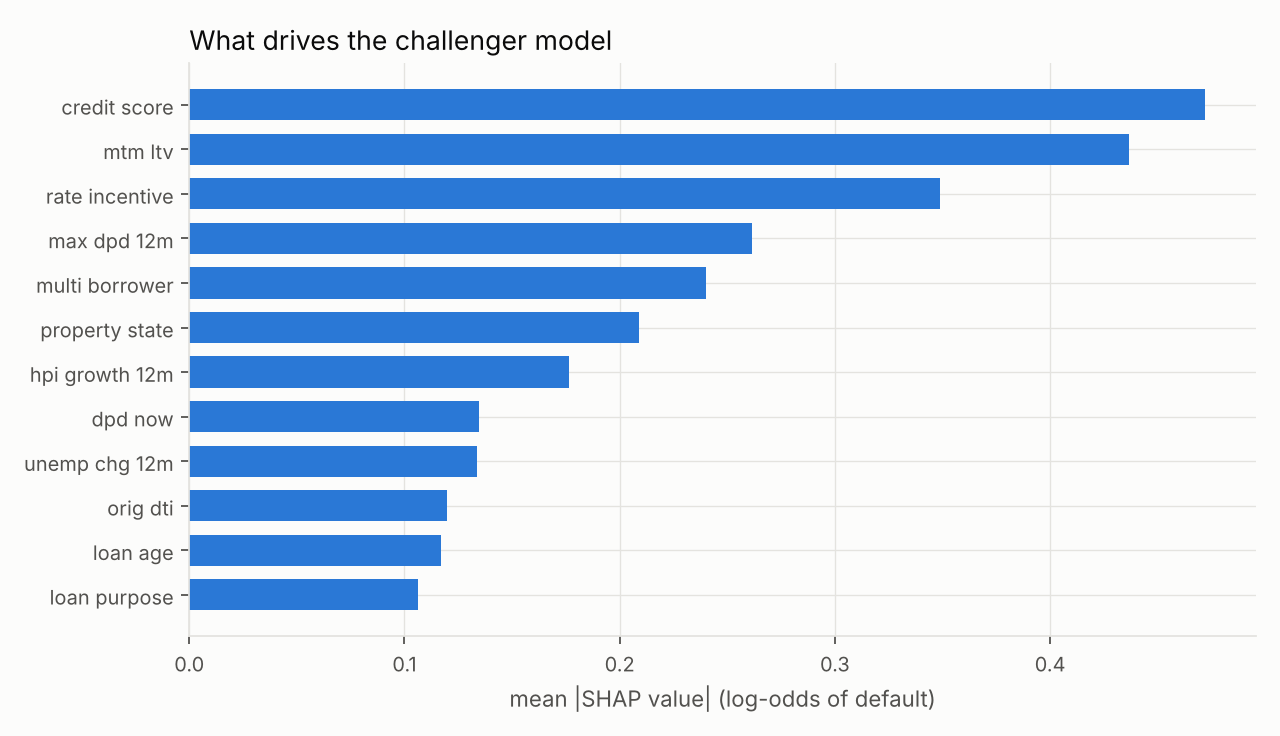 What drives the challenger model
credit score
mtm ltv
rate incentive
max dpd 12m
multi borrower
property state
hpi growth 12m
dpd now
unemp chg 12m
orig dti
loan age
loan purpose
0.0 0.1 0.2 0.3 0.4
mean |SHAP value| (log-odds of default)